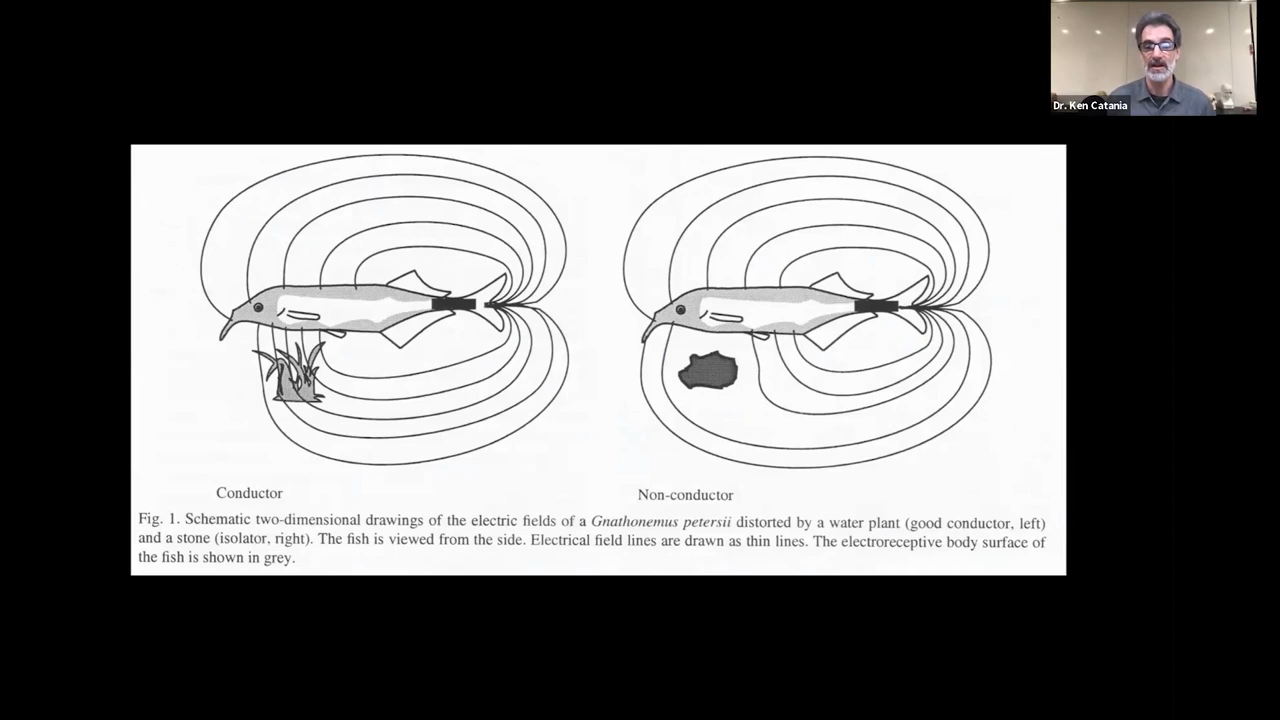 Dr. Ken Catania
Conductor
Non-conductor
Fig. 1. Schematic two-dimensional drawings of the electric fields of a Gnathonemus petersii distorted by a water plant (good conductor, left)
and a stone (isolator, right). The fish is viewed from the side. Electrical field lines are drawn as thin lines. The electroreceptive body surface of
the fish is shown in grey.